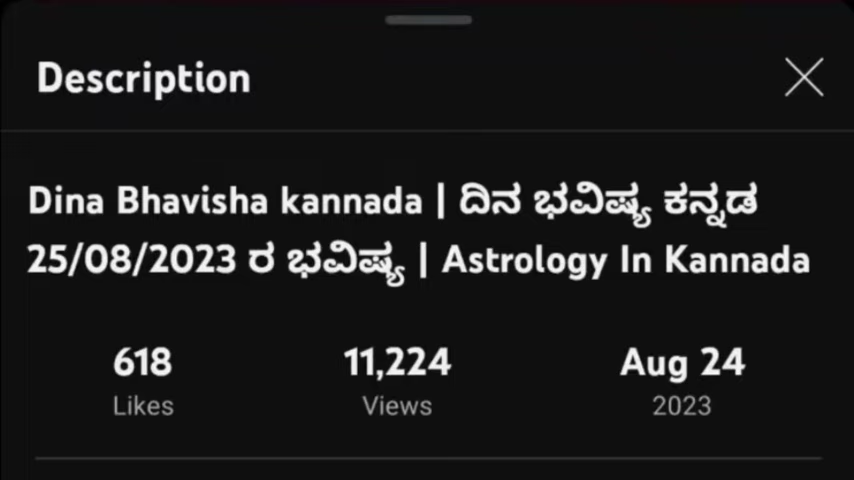 Description
Dina Bhavisha kannada | ದಿನ ಭವಿಷ್ಯ ಕನ್ನಡ
25/08/2023 ರ ಭವಿಷ್ಯ | Astrology In Kannada
618 11,224 Aug 24
Likes Views 2023